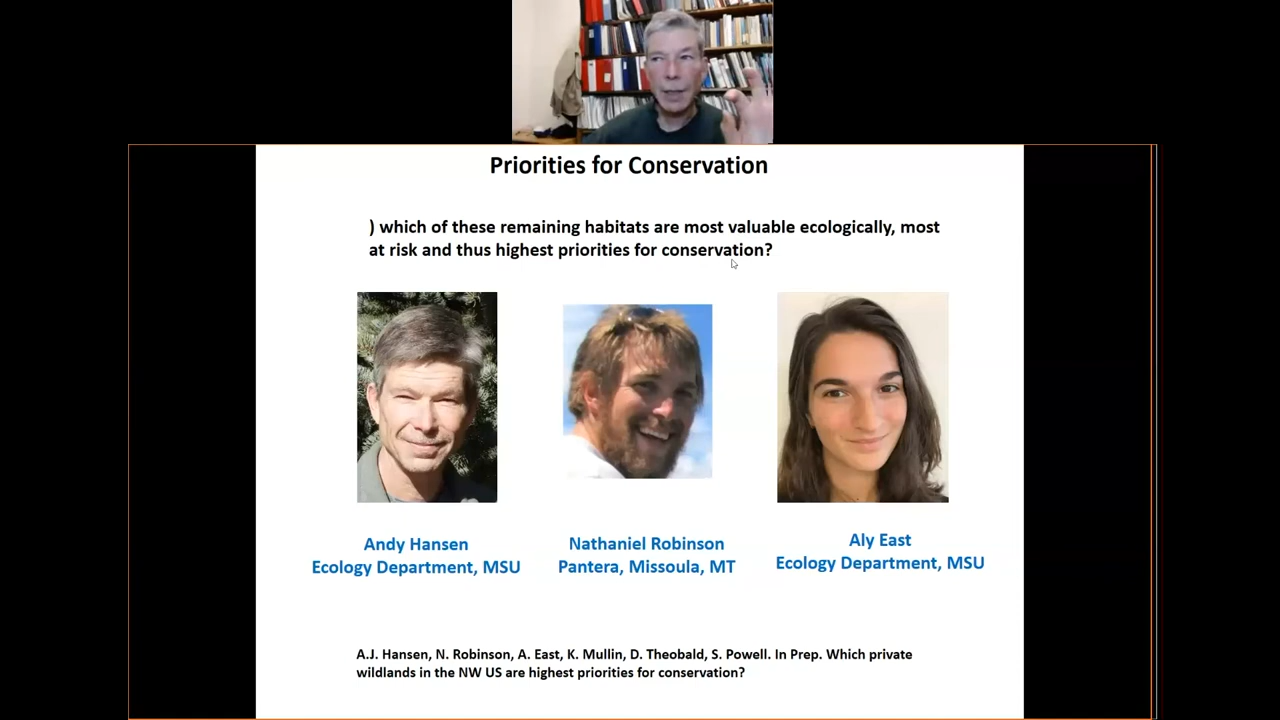 Priorities for Conservation
) which of these remaining habitats are most valuable ecologically, most
at risk and thus highest priorities for conservation?
Andy Hansen
Ecology Department, MSU
Nathaniel Robinson
Pantera, Missoula, MT
Aly East
Ecology Department, MSU
A.J. Hansen, N. Robinson, A. East, K. Mullin, D. Theobald, S. Powell. In Prep. Which private
wildlands in the NW US are highest priorities for conservation?